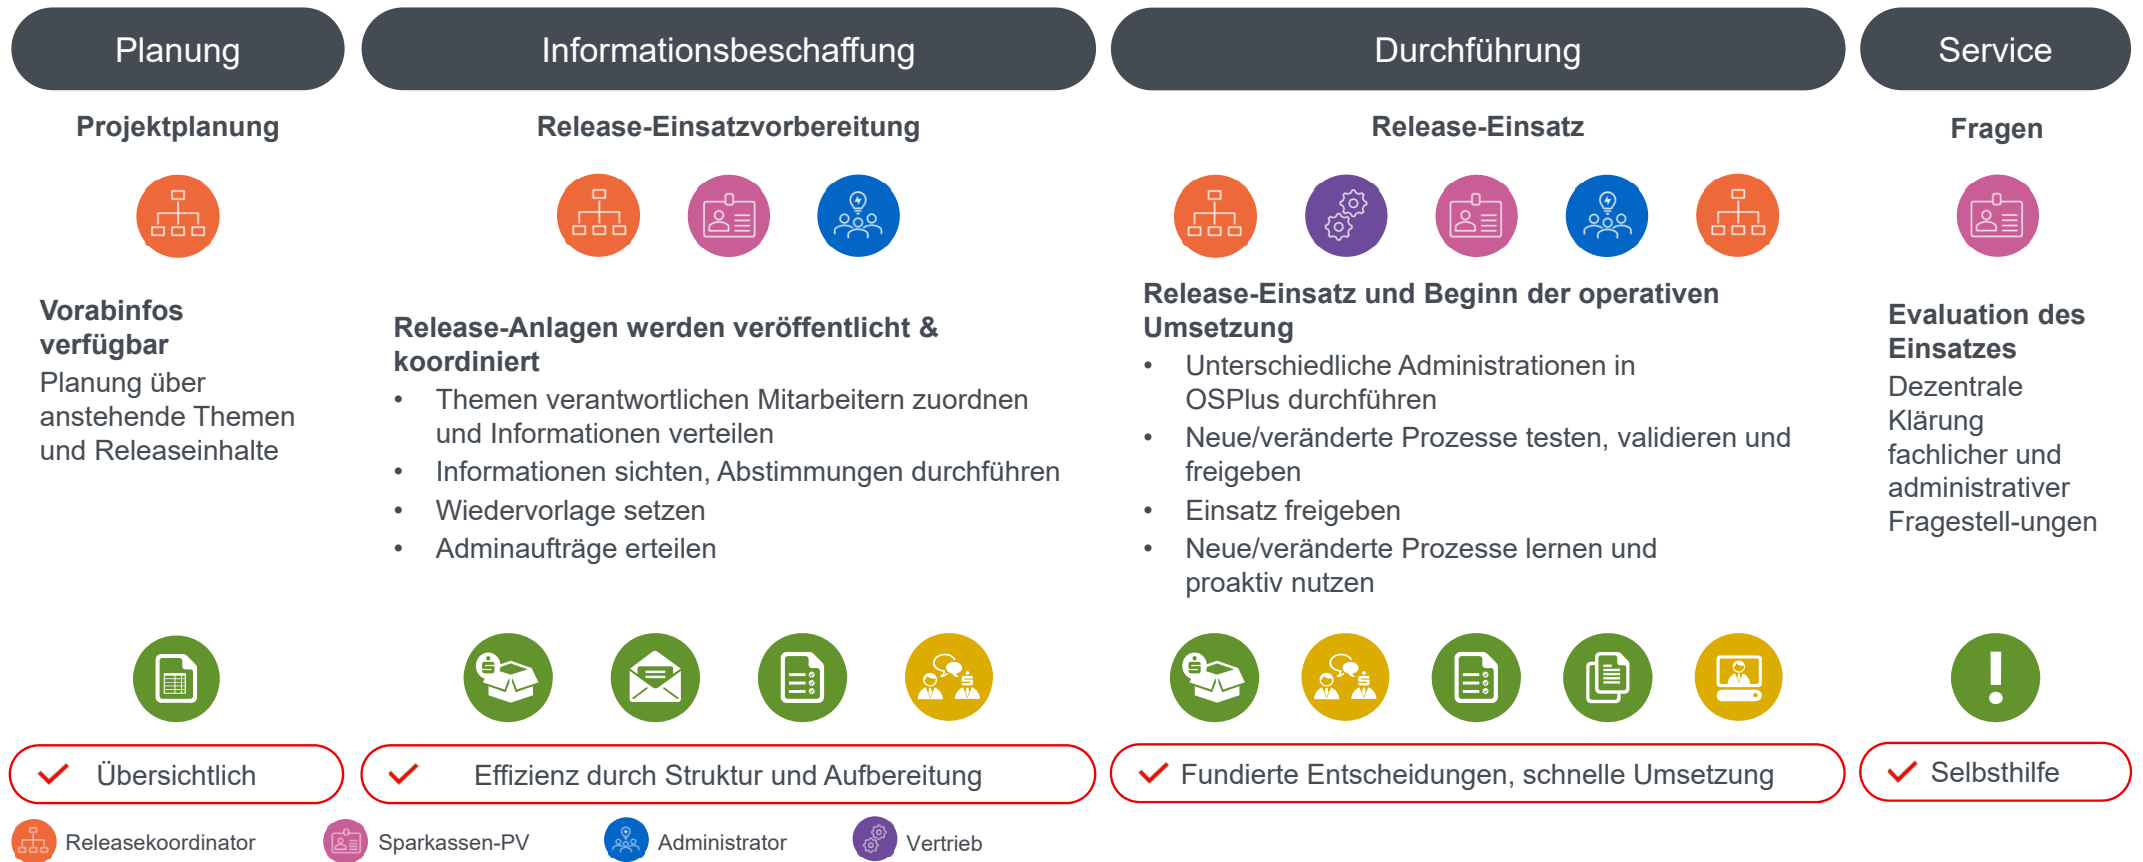 Planung
Informationsbeschaffung
Durchführung
Service
Projektplanung
Release-Einsatzvorbereitung
Release-Einsatz
Fragen
Vorabinfos
verfügbar
Planung über
anstehende Themen
und Releaseinhalte
Release-Anlagen werden veröffentlicht &
koordiniert
• Themen verantwortlichen Mitarbeitern zuordnen
und Informationen verteilen
• Informationen sichten, Abstimmungen durchführen
• Wiedervorlage setzen
• Adminaufträge erteilen
Release-Einsatz und Beginn der operativen
Umsetzung
• Unterschiedliche Administrationen in
OSPlus durchführen
• Neue/veränderte Prozesse testen, validieren und
freigeben
• Einsatz freigeben
• Neue/veränderte Prozesse lernen und
proaktiv nutzen
Evaluation des
Einsatzes
Dezentrale
Klärung
fachlicher und
administrativer
Fragestell-ungen
Übersichtlich
Effizienz durch Struktur und Aufbereitung
Fundierte Entscheidungen, schnelle Umsetzung
Selbsthilfe
Releasekoordinator
Sparkassen-PV
Administrator
Vertrieb